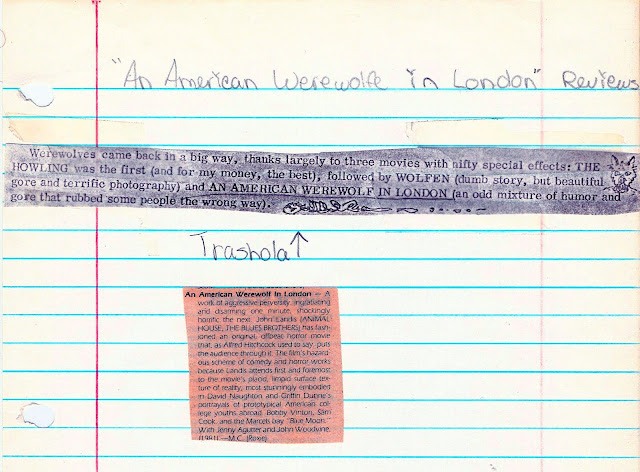 "An American Werewolfe in London" Reviews
Werewolves came back in a big way, thanks largely to three movies with nifty special effects: THE
HOWLING was the first (and for my money, the best), followed by WOLFEN (dumb story, but beautiful
gore and terrific photography) and AN AMERICAN WEREWOLF IN LONDON (an odd mixture of humor and
gore that rubbed some people the wrong way).
Trashola ↑
An American Werewolf In London — A
work of aggressive perversity, ingratiating
and disarming one minute, shockingly
horrific the next. John Landis (ANIMAL
HOUSE, THE BLUES BROTHERS) has fash-
ioned an original, offbeat horror movie
that, as Alfred Hitchcock used to say, puts
the audience through it. The film's hazard-
ous scheme of comedy and horror works
because Landis attends first and foremost
to the movie's placid, limpid surface tex-
ture of reality, most stunningly embodied
in David Naughton and Griffin Dunne's
portrayals of prototypical American col-
lege youths abroad. Bobby Vinton, Sam
Cook, and the Marcels bay "Blue Moon."
With Jenny Agutter and John Woodvine.
(1981) —M.C. (Roxie)